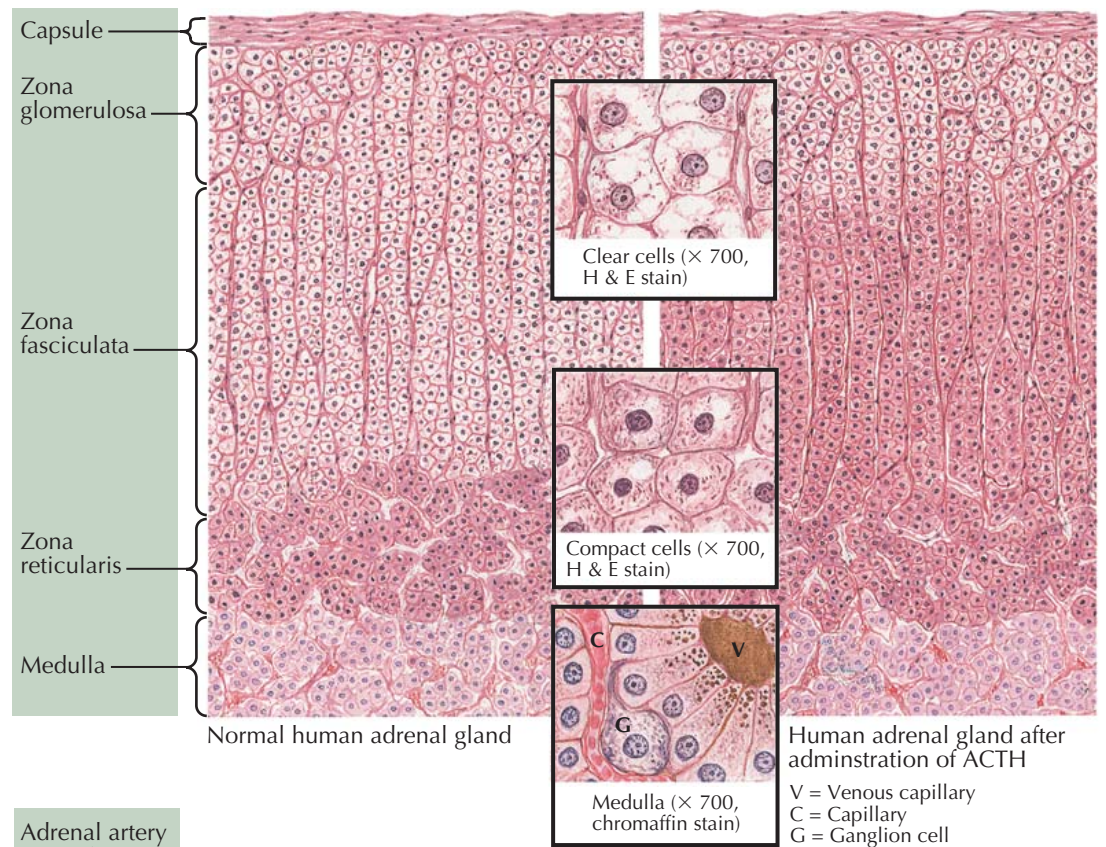 Capsule
Zona
glomerulosa
Zona
fasciculata
Zona
reticularis
Medulla
Adrenal artery
Clear cells (× 700,
H & E stain)
Compact cells (× 700,
H & E stain)
C
V
G
Medulla (× 700,
chromaffin stain)
Normal human adrenal gland
Human adrenal gland after
adminstration of ACTH
V = Venous capillary
C = Capillary
G = Ganglion cell